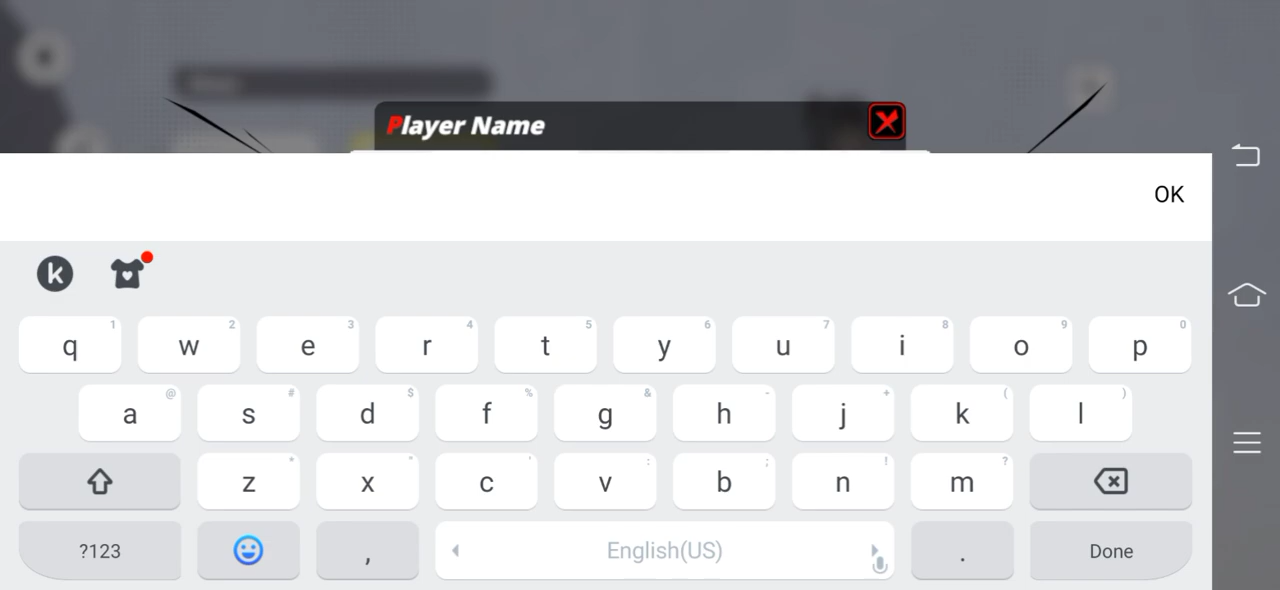 Player Name
OK
k
q 1 w 2 e 3 r 4 t 5 y 6 u 7 i 8 o 9 p 0
a @ s # d $ f % g & h - j + k ( l )
z * x " c ' v : b ; n ! m ?
?123 , English(US) . Done